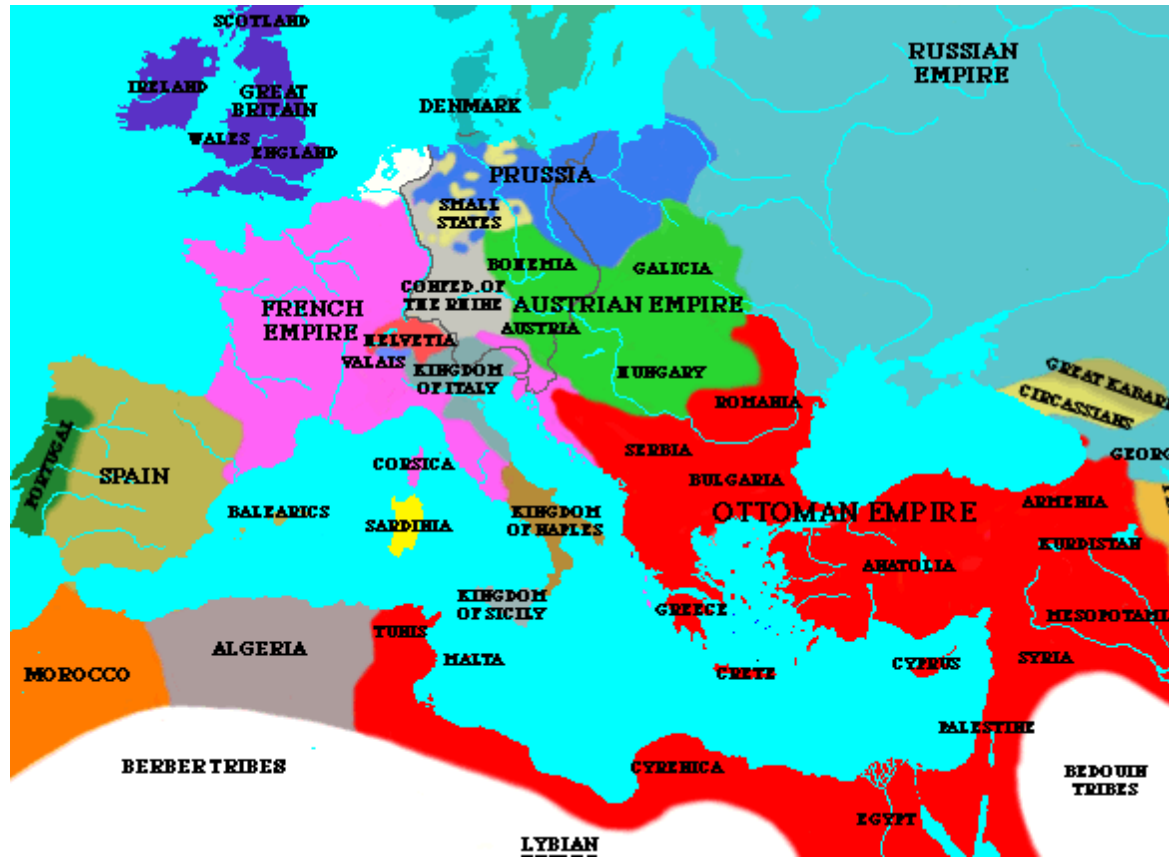 SCOTLAND
RUSSIAN
EMPIRE
IRELAND
GREAT
BRITAIN
DENMARK
WALES
ENGLAND
PRUSSIA
SMALL
STATES
BOHEMIA
GALICIA
CONFED. OF
THE RHINE
AUSTRIAN EMPIRE
FRENCH
EMPIRE
AUSTRIA
HELVETIA
VALAIS
KINGDOM
OF ITALY
HUNGARY
ROMANIA
GREAT KABAR
CIRCASSIANS
PORTUGAL
SPAIN
CORSICA
SERBIA
BULGARIA
GEORG
ARMENIA
BALEARICS
SARDINIA
KINGDOM
OF NAPLES
OTTOMAN EMPIRE
KURDISTAN
ANATOLIA
KINGDOM
OF SICILY
GREECE
MESOPOTAMI
TUNIS
ALGERIA
MALTA
MOROCCO
CRETE
CYPRUS
SYRIA
PALESTINE
BERBER TRIBES
CYRENICA
BEDOUIN
TRIBES
EGYPT
LYBIAN